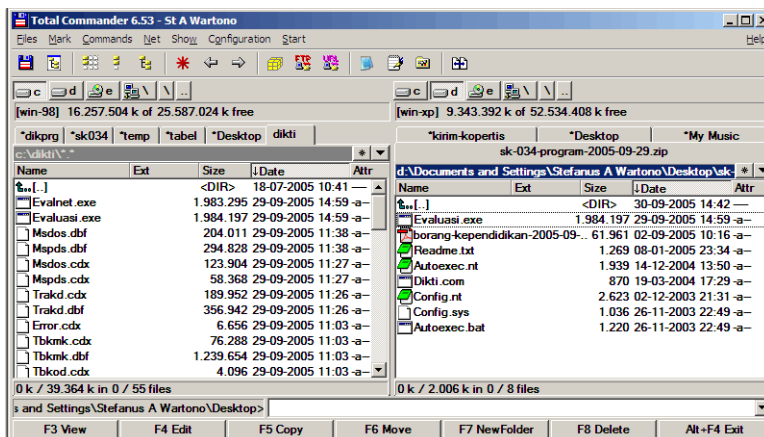 Total Commander 6.53 - St A Wartono
Files Mark Commands Net Show Configuration Start Help
FTP
c d e \ \ ..
[win-98] 16.257.504 k of 25.587.024 k free
*dikprg *sk034 *temp *tabel *Desktop dikti
c:\dikti\*.* * ▼
Name Ext Size ↓Date Attr
[..] <DIR> 18-07-2005 10:41 —
Evalnet.exe 1.983.295 29-09-2005 14:59 -a--
Evaluasi.exe 1.984.197 29-09-2005 14:59 -a--
Msdos.dbf 204.011 29-09-2005 11:38 -a--
Mspds.dbf 294.828 29-09-2005 11:38 -a--
Msdos.cdx 123.904 29-09-2005 11:27 -a--
Mspds.cdx 58.368 29-09-2005 11:27 -a--
Trakd.cdx 189.952 29-09-2005 11:26 -a--
Trakd.dbf 356.942 29-09-2005 11:26 -a--
Error.cdx 6.656 29-09-2005 11:03 -a--
Tbkmk.cdx 76.288 29-09-2005 11:03 -a--
Tbkmk.dbf 1.239.654 29-09-2005 11:03 -a--
Tbkod.cdx 4.096 29-09-2005 11:03 -a--
0 k / 39.364 k in 0 / 55 files
c d e \ \ ..
[win-xp] 9.343.392 k of 52.534.408 k free
*kirim-kopertis *Desktop *My Music
sk-034-program-2005-09-29.zip
d:\Documents and Settings\Stefanus A Wartono\Desktop\sk- * ▼
Name Ext Size ↓Date Attr
[..] <DIR> 30-09-2005 14:42 —
Evaluasi.exe 1.984.197 29-09-2005 14:59 -a--
borang-kependidikan-2005-09-.. 61.961 02-09-2005 10:16 -a--
Readme.txt 1.269 08-01-2005 23:34 -a--
Autoexec.nt 1.939 14-12-2004 13:50 -a--
Dikti.com 870 19-03-2004 17:29 -a--
Config.nt 2.623 02-12-2003 21:31 -a--
Config.sys 1.036 26-11-2003 22:49 -a--
Autoexec.bat 1.220 26-11-2003 22:49 -a--
0 k / 2.006 k in 0 / 8 files
s and Settings\Stefanus A Wartono\Desktop>
F3 View F4 Edit F5 Copy F6 Move F7 NewFolder F8 Delete Alt+F4 Exit